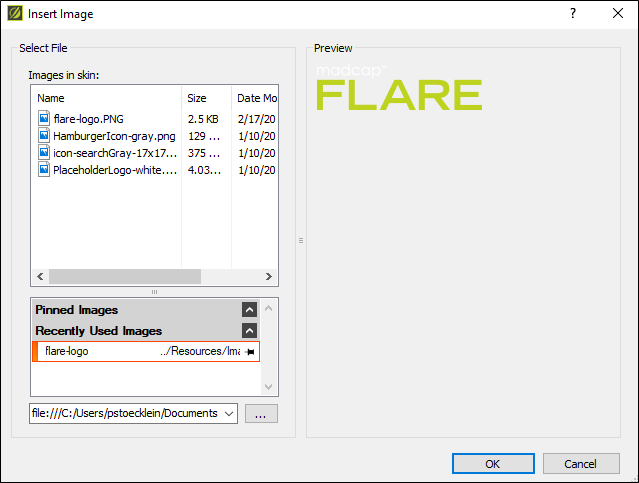 Insert Image
?
Select File
Images in skin:
Name Size Date Mo
flare-logo.PNG 2.5 KB 2/17/20
HamburgerIcon-gray.png 129 ... 1/10/20
icon-searchGray-17x17... 375 ... 1/10/20
PlaceholderLogo-white.... 4.03... 1/10/20
Pinned Images
Recently Used Images
flare-logo ../Resources/Ima
file:///C:/Users/pstoecklein/Documents
...
Preview
madcap™
FLARE
OK Cancel